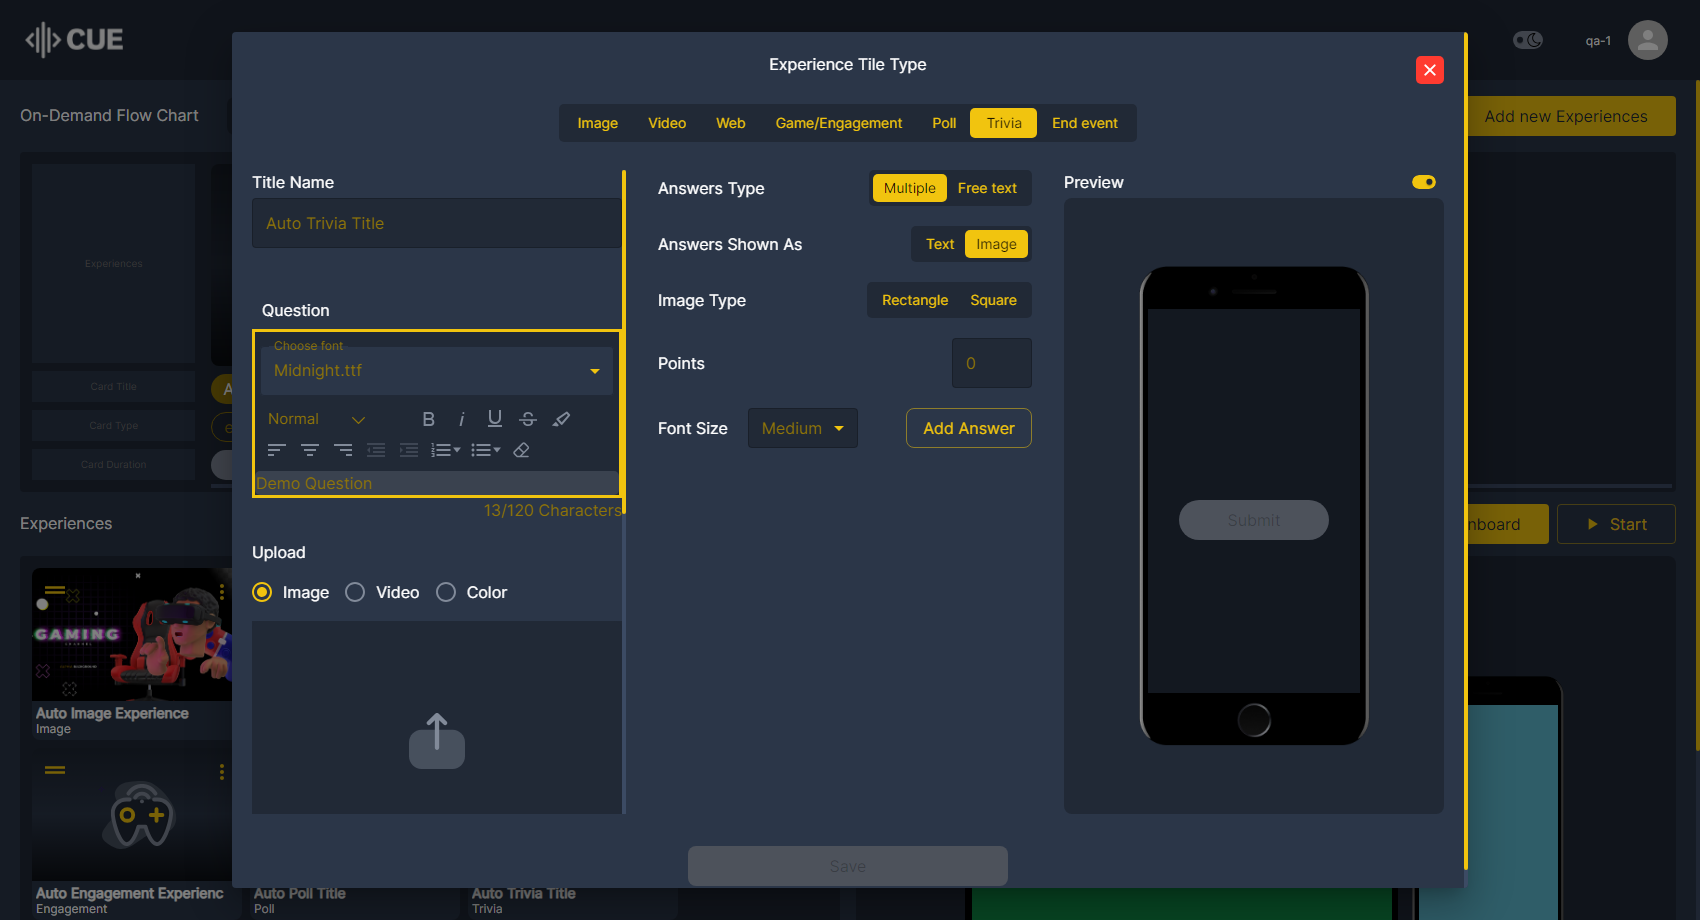 CUE
qa-1
Experience Tile Type
On-Demand Flow Chart
Add new Experiences
Image Video Web Game/Engagement Poll Trivia End event
Title Name
Auto Trivia Title
Answers Type
Multiple Free text
Preview
Answers Shown As
Text Image
Experiences
Image Type
Rectangle Square
Question
Choose font
Midnight.ttf
Points
0
Card Title
Normal
Font Size
Medium
Add Answer
Card Type
Card Duration
Demo Question
13/120 Characters
Submit
Experiences
nboard
Start
Upload
Image Video Color
GAMING
Auto Image Experience
Image
Save
Auto Engagement Experienc
Engagement
Auto Poll Title
Poll
Auto Trivia Title
Trivia